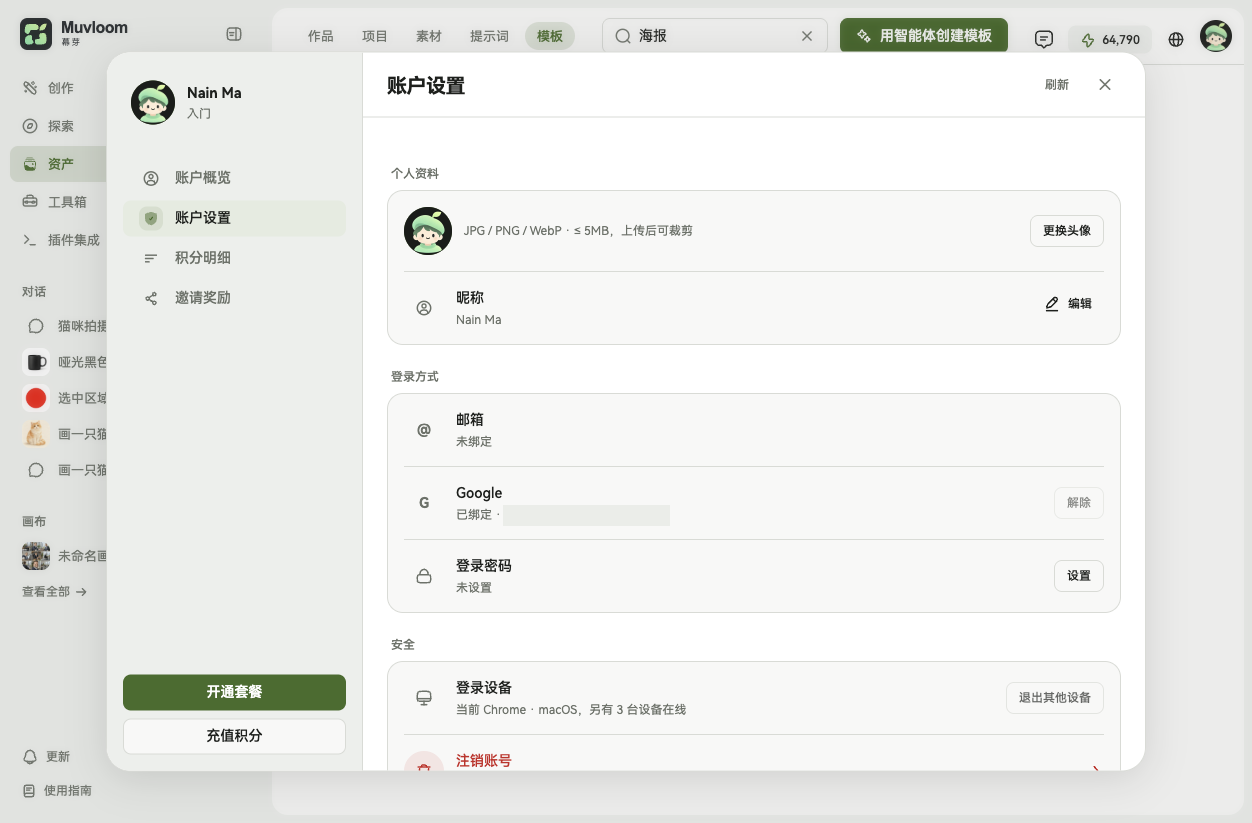 Muvloom
幕芽
作品
项目
素材
提示词
模板
海报
用智能体创建模板
64,790
创作
探索
资产
工具箱
插件集成
对话
猫咪拍摄
哑光黑色
选中区域
画一只猫
画一只猫
画布
未命名画
查看全部 →
更新
使用指南
Nain Ma
入门
账户概览
账户设置
积分明细
邀请奖励
开通套餐
充值积分
账户设置
刷新
个人资料
JPG / PNG / WebP · ≤ 5MB，上传后可裁剪
更换头像
昵称
Nain Ma
编辑
登录方式
@
邮箱
未绑定
G
Google
已绑定 ·
解除
登录密码
未设置
设置
安全
登录设备
当前 Chrome · macOS，另有 3 台设备在线
退出其他设备
注销账号